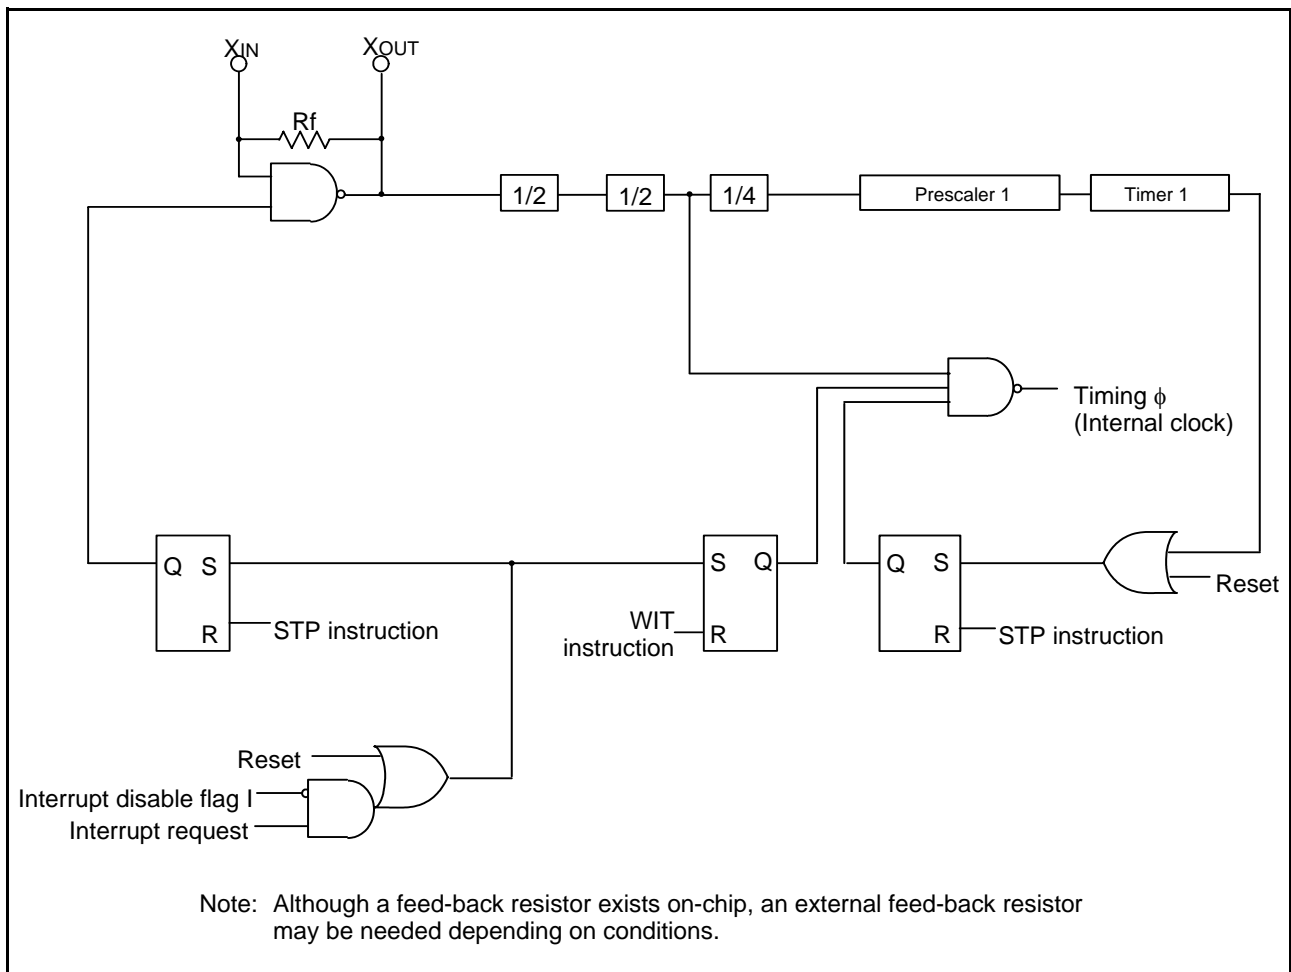 XIN XOUT
Rf
1/2 1/2 1/4 Prescaler 1 Timer 1
Timing ϕ
(Internal clock)
Q S
R
STP instruction
S Q
R
WIT
instruction
Q S
R
STP instruction
Reset
Reset
Interrupt disable flag I
Interrupt request
Note: Although a feed-back resistor exists on-chip, an external feed-back resistor
may be needed depending on conditions.